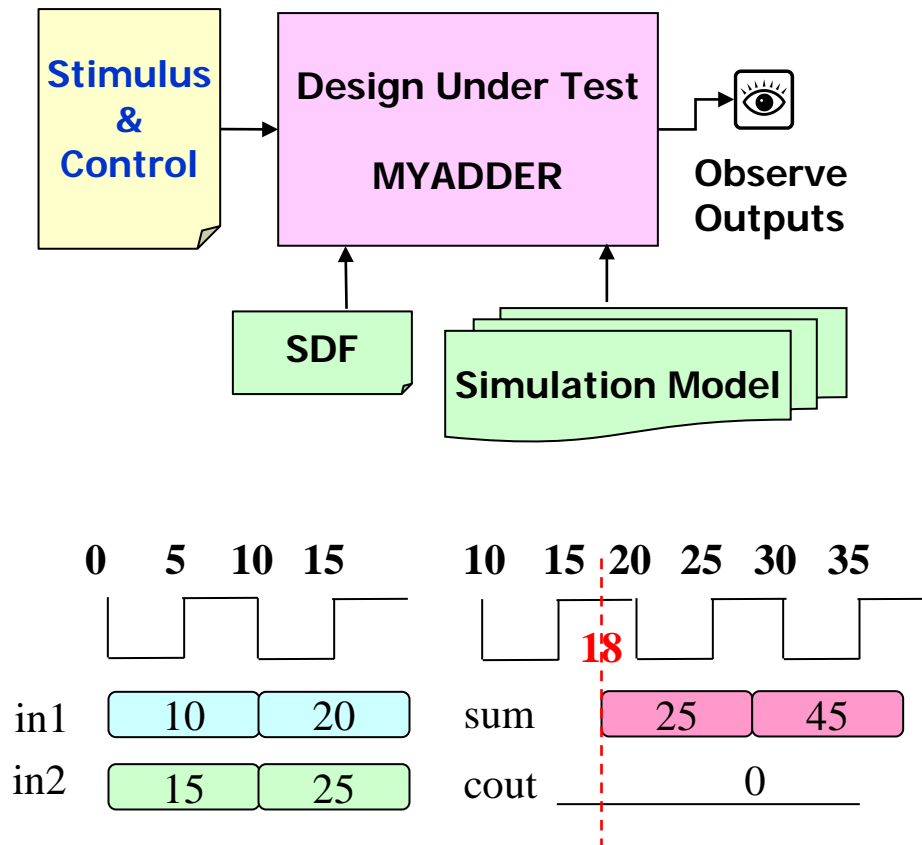 Stimulus
&
Control
Design Under Test
MYADDER
Observe
Outputs
SDF
Simulation Model
0 5 10 15
10 15 20 25 30 35
18
in1 10 20
sum 25 45
in2 15 25
cout 0